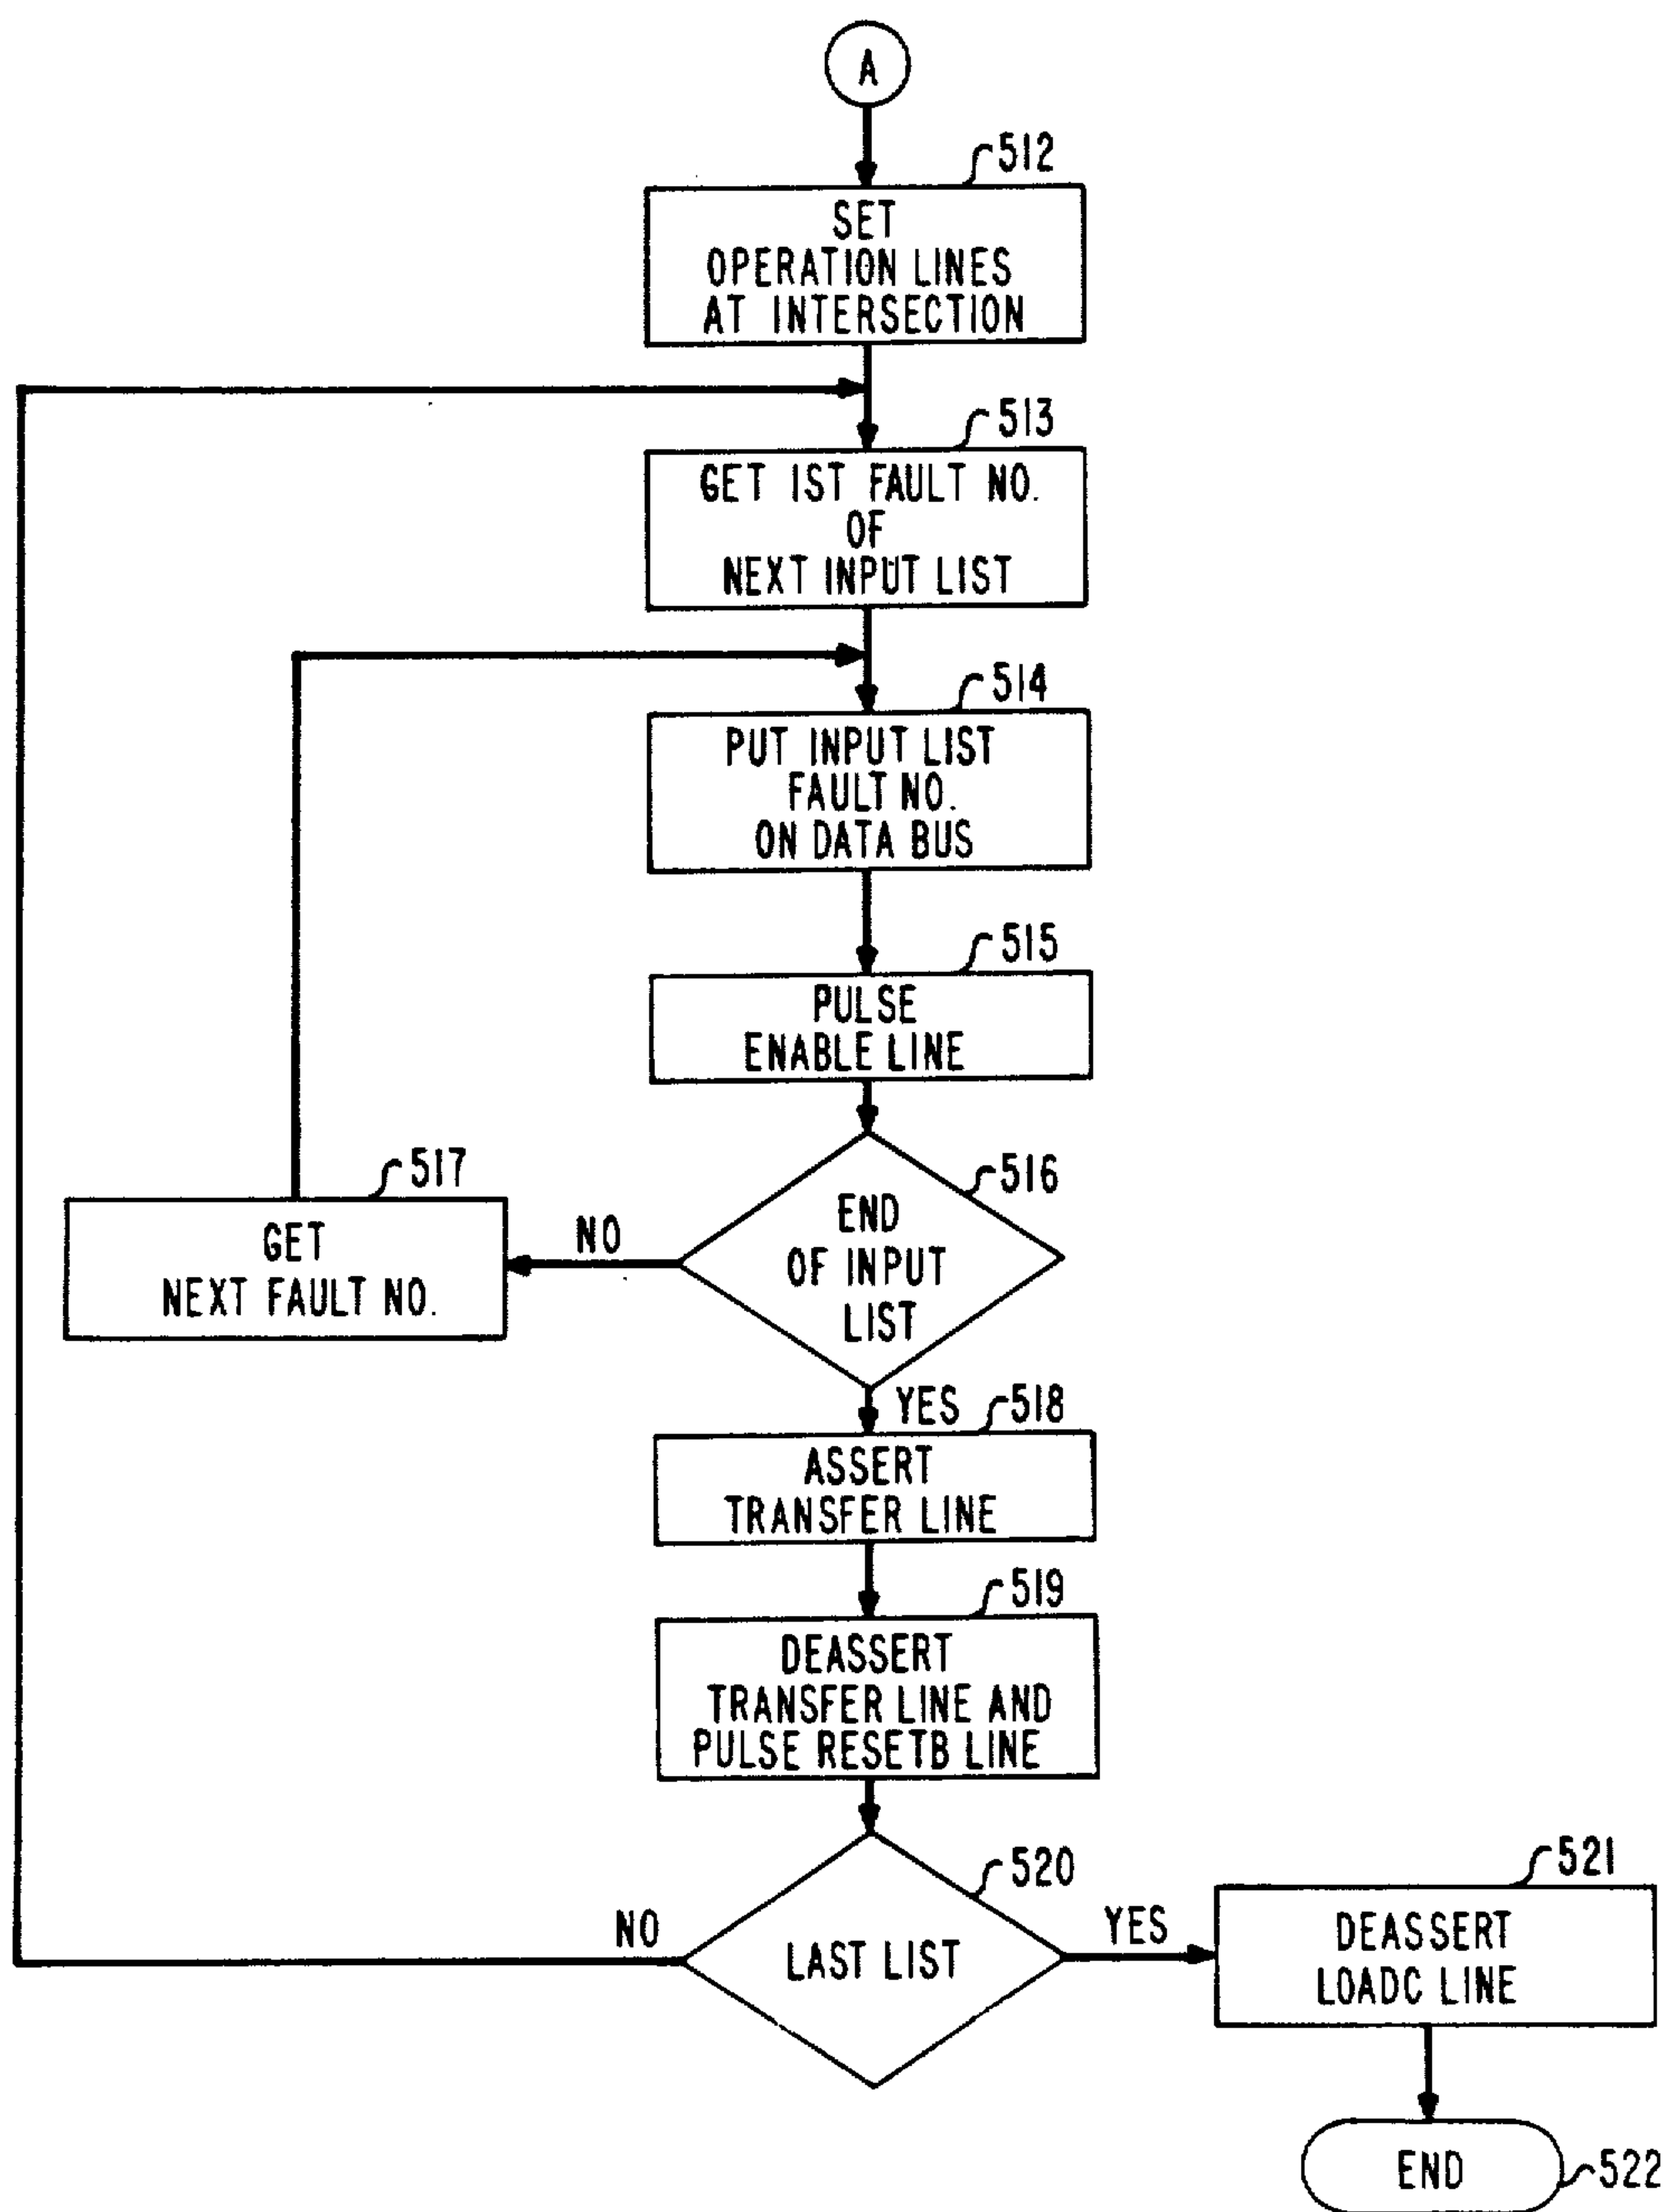 A
512
SET
OPERATION LINES
AT INTERSECTION
513
GET 1ST FAULT NO.
OF
NEXT INPUT LIST
514
PUT INPUT LIST
FAULT NO.
ON DATA BUS
515
PULSE
ENABLE LINE
516
END
OF INPUT
LIST
NO
517
GET
NEXT FAULT NO.
YES
518
ASSERT
TRANSFER LINE
519
DEASSERT
TRANSFER LINE AND
PULSE RESETB LINE
520
LAST LIST
NO
YES
521
DEASSERT
LOADC LINE
END
522